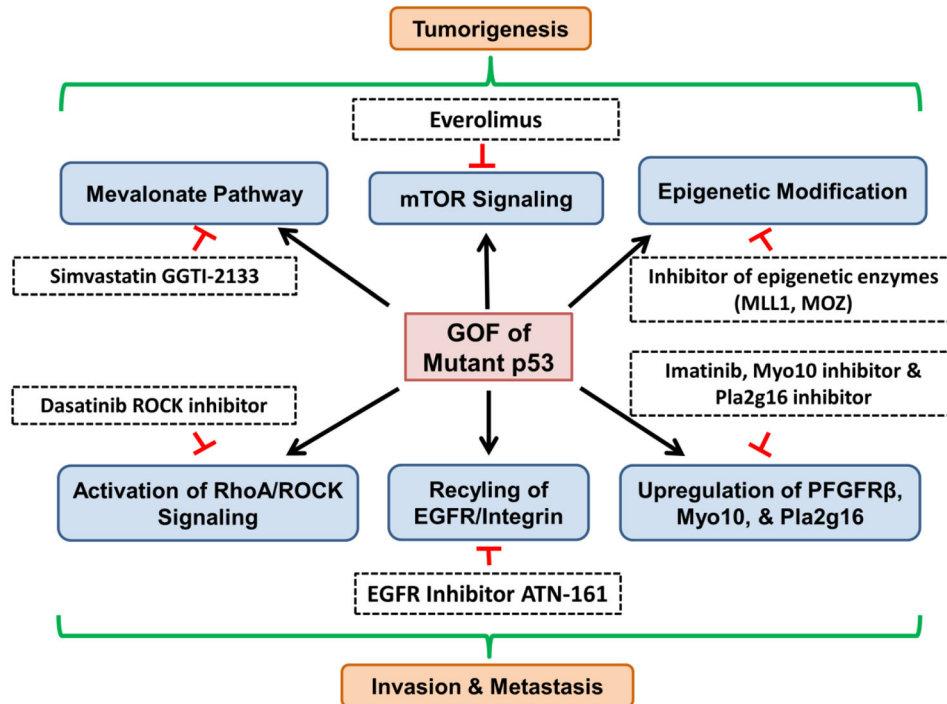 Tumorigenesis
Everolimus
Mevalonate Pathway
mTOR Signaling
Epigenetic Modification
Simvastatin GGTI-2133
Inhibitor of epigenetic enzymes
(MLL1, MOZ)
GOF of
Mutant p53
Dasatinib ROCK inhibitor
Imatinib, Myo10 inhibitor &
Pla2g16 inhibitor
Activation of RhoA/ROCK
Signaling
Recyling of
EGFR/Integrin
Upregulation of PFGFRβ,
Myo10, & Pla2g16
EGFR Inhibitor ATN-161
Invasion & Metastasis